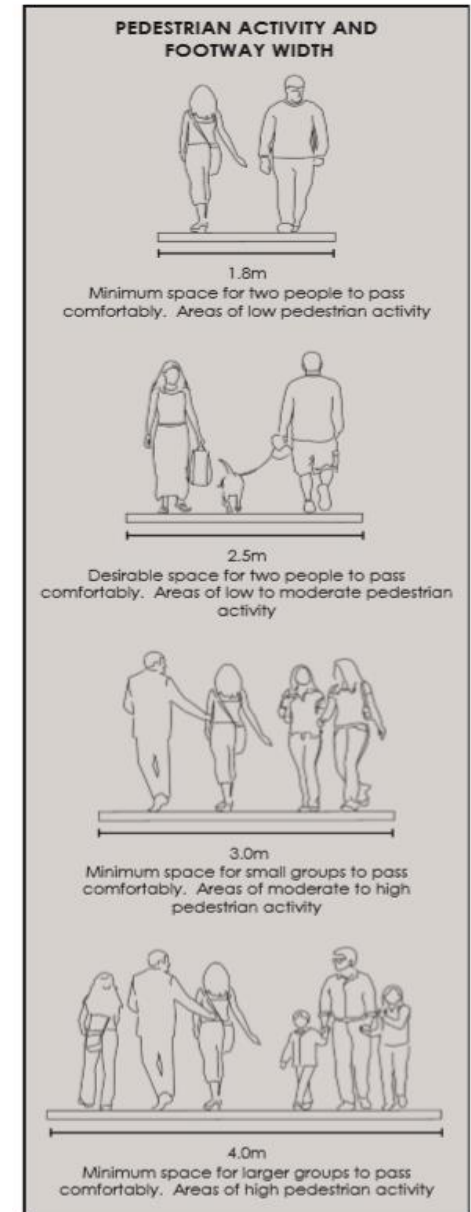 PEDESTRIAN ACTIVITY AND
FOOTWAY WIDTH
1.8m
Minimum space for two people to pass
comfortably. Areas of low pedestrian activity
2.5m
Desirable space for two people to pass
comfortably. Areas of low to moderate pedestrian
activity
3.0m
Minimum space for small groups to pass
comfortably. Areas of moderate to high
pedestrian activity
4.0m
Minimum space for larger groups to pass
comfortably. Areas of high pedestrian activity